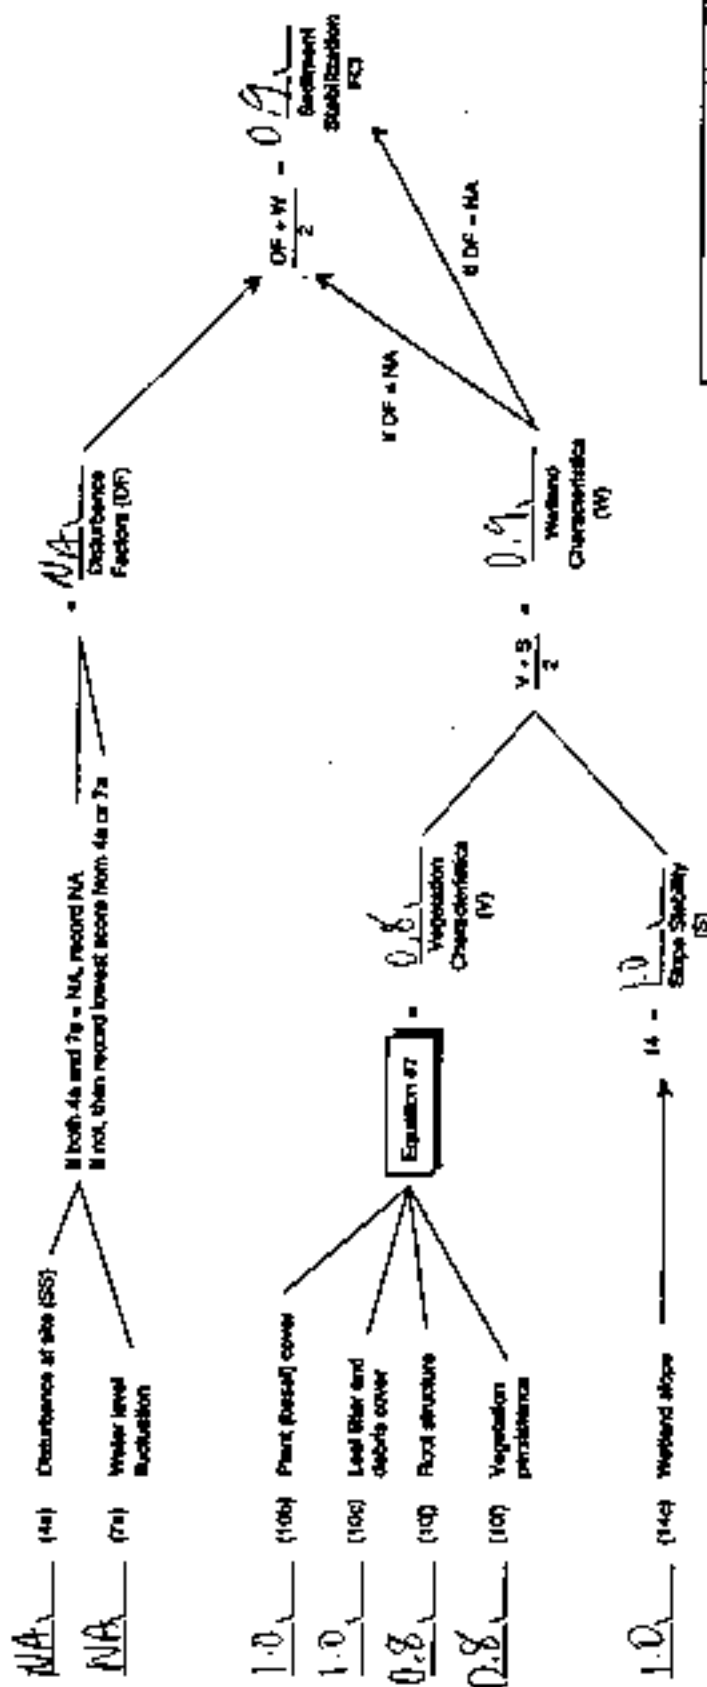 NA (4a) Disturbance at site (SS)
NA (7a) Water level
fluctuation
If both 4a and 7a = NA, record NA
If not, then record lowest score from 4a or 7a
= NA
Disturbance
Factors (DF)
1.0 (10b) Plant (basal) cover
1.0 (10c) Leaf litter and
debris cover
0.8 (10j) Root structure
0.8 (10f) Vegetation
persistence
Equation #7
= 0.8
Vegetation
Characteristics
(V)
1.0 (14c) Wetland slope
14 = 1.0
Slope Stability
(S)
V + S
2
= 0.9
Wetland
Characteristics
(W)
If DF ≠ NA
If DF = NA
DF + W
2
= 0.9
Sediment
Stabilization
FCI